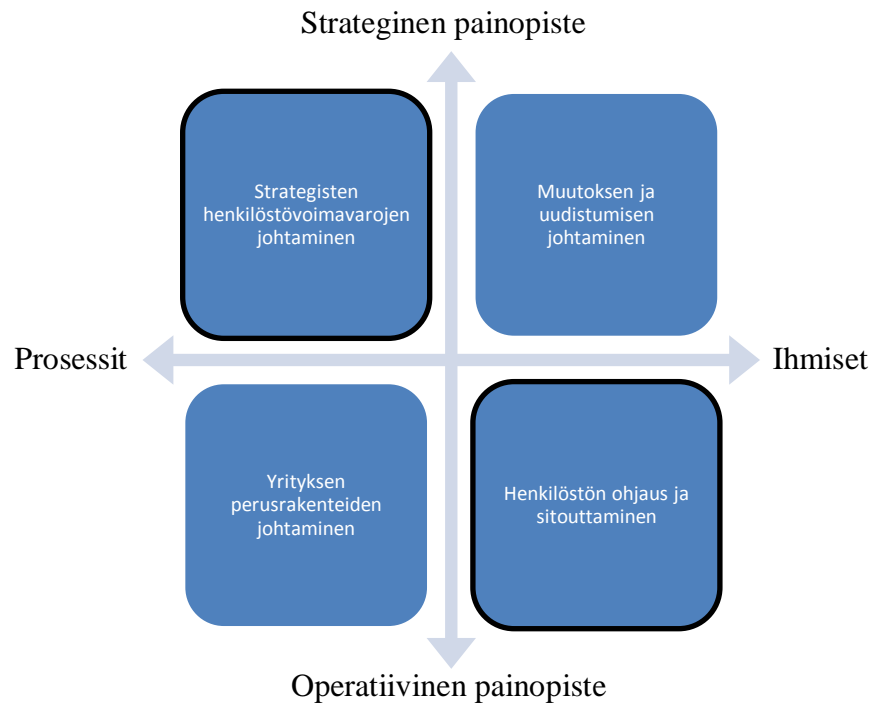 Strateginen painopiste
Strategisten
henkilöstövoimavarojen
johtaminen
Muutoksen ja
uudistumisen
johtaminen
Prosessit
Ihmiset
Yrityksen
perusrakenteiden
johtaminen
Henkilöstön ohjaus ja
sitouttaminen
Operatiivinen painopiste